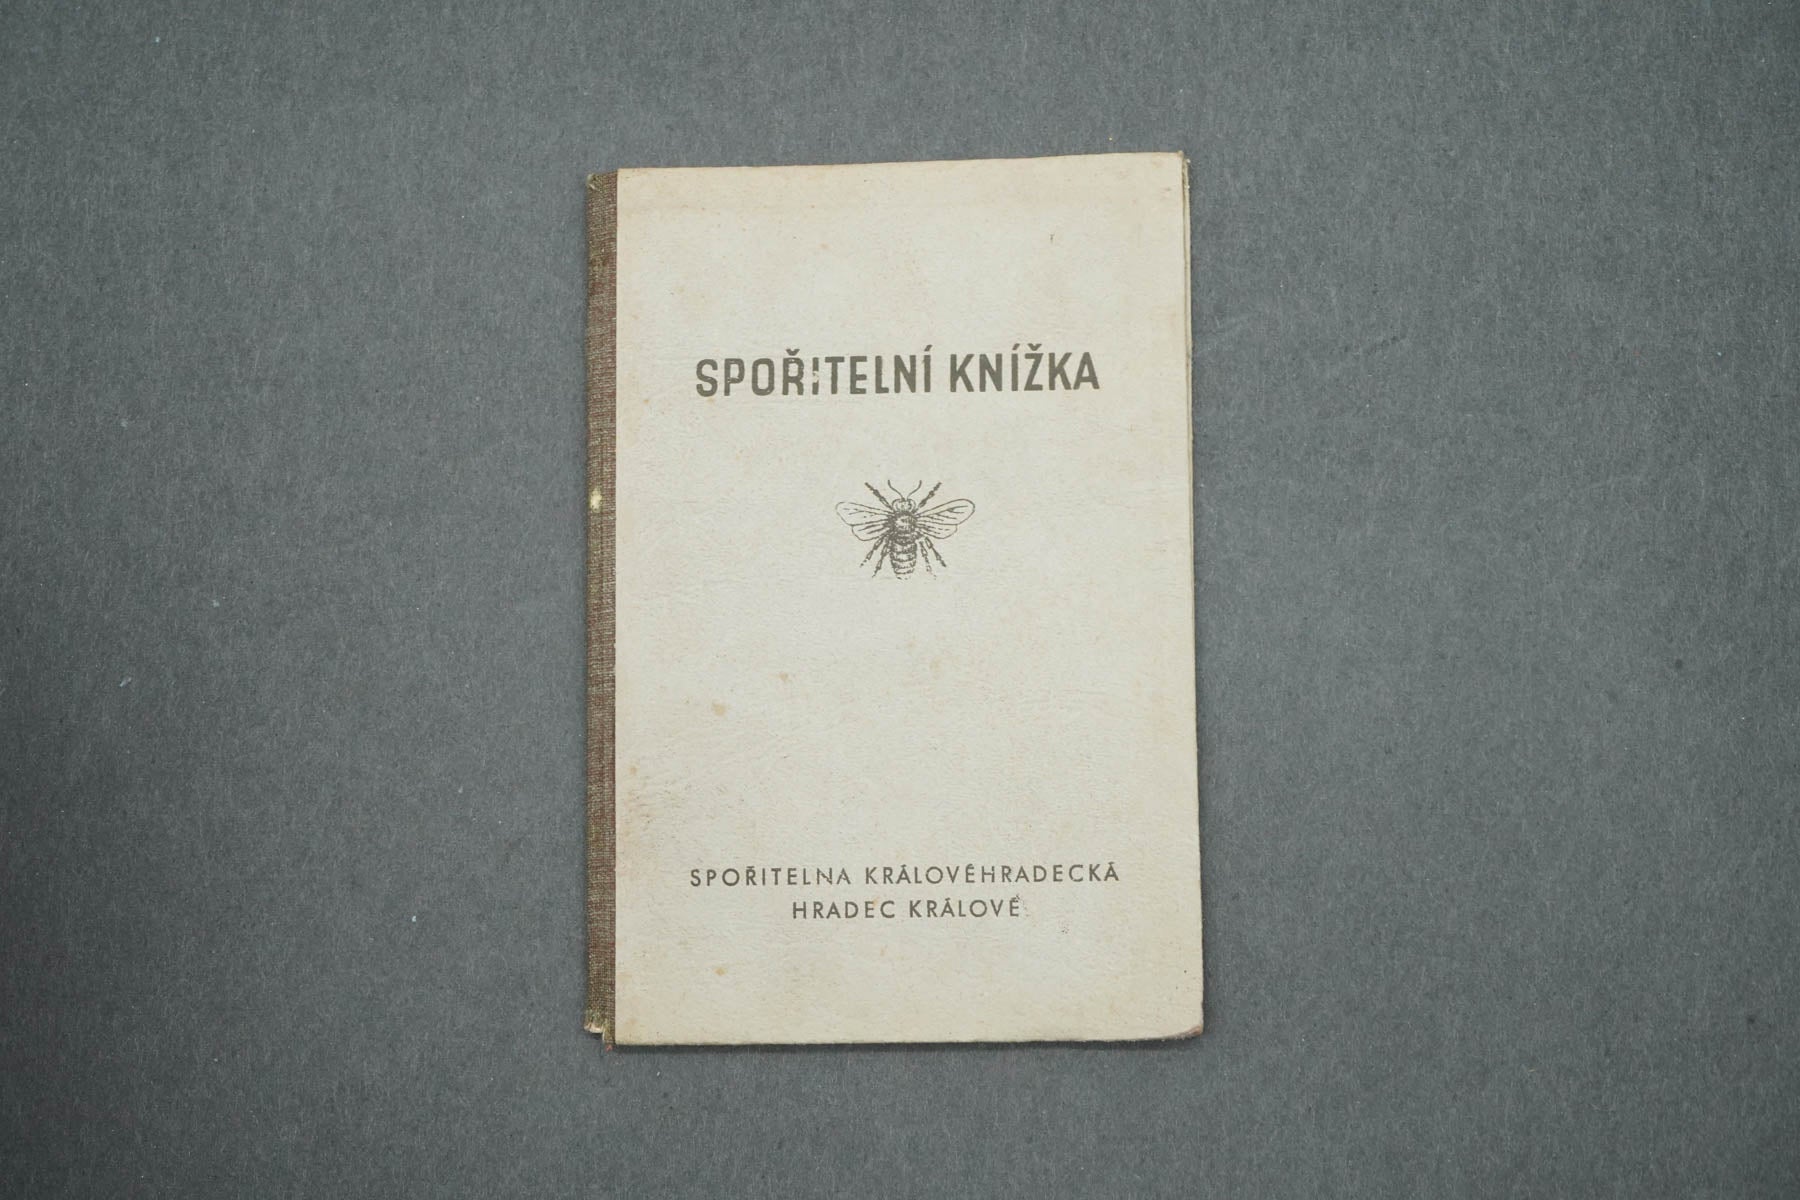 SPOŘITELNÍ KNÍŽKA
SPOŘITELNA KRÁLOVÉHRADECKÁ
HRADEC KRÁLOVÉ